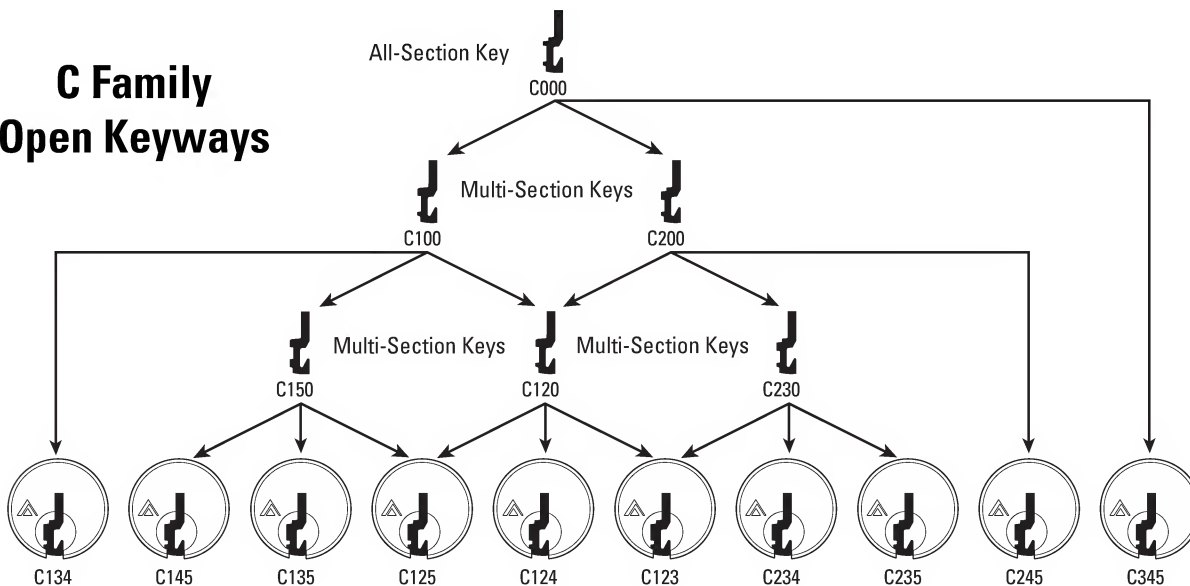 C Family
Open Keyways
All-Section Key
C000
Multi-Section Keys
C100
C200
Multi-Section Keys
Multi-Section Keys
C150
C120
C230
C134
C145
C135
C125
C124
C123
C234
C235
C245
C345